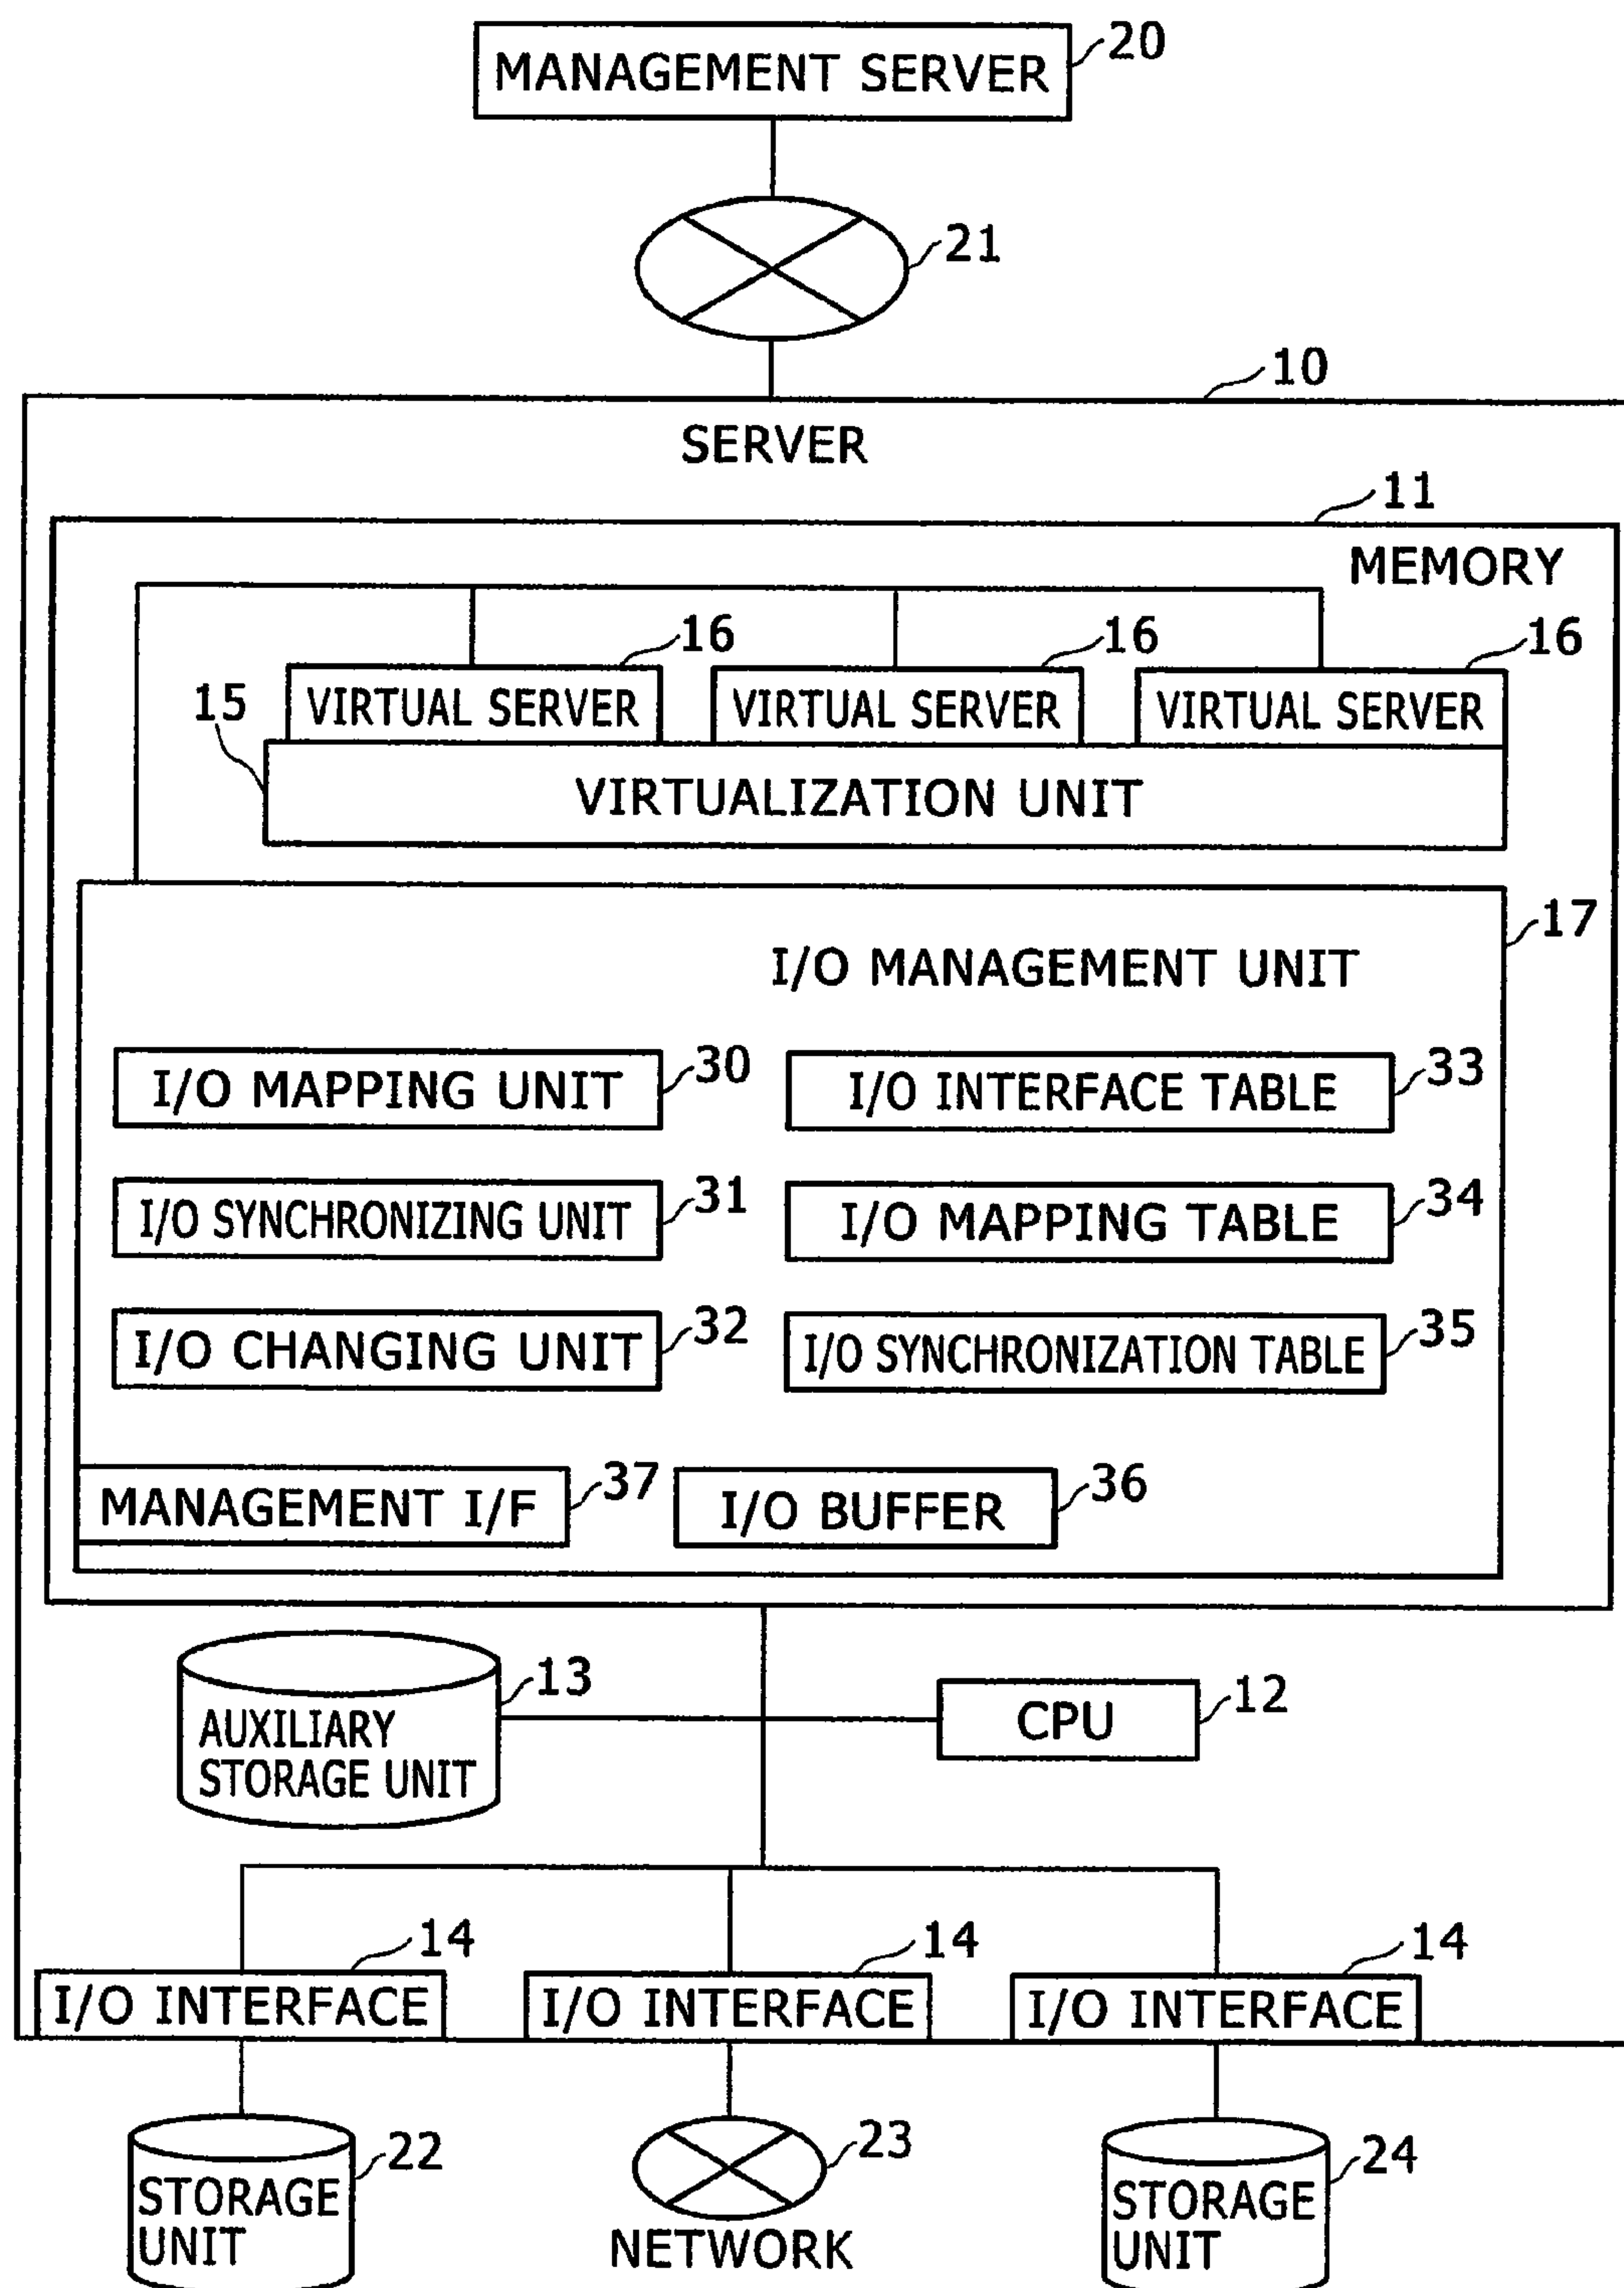 MANAGEMENT SERVER
20
21
10
SERVER
11
MEMORY
16
16
16
15
VIRTUAL SERVER
VIRTUAL SERVER
VIRTUAL SERVER
VIRTUALIZATION UNIT
17
I/O MANAGEMENT UNIT
I/O MAPPING UNIT
30
I/O INTERFACE TABLE
33
I/O SYNCHRONIZING UNIT
31
I/O MAPPING TABLE
34
I/O CHANGING UNIT
32
I/O SYNCHRONIZATION TABLE
35
MANAGEMENT I/F
37
I/O BUFFER
36
13
AUXILIARY
STORAGE UNIT
CPU
12
14
14
14
I/O INTERFACE
I/O INTERFACE
I/O INTERFACE
22
STORAGE
UNIT
23
NETWORK
24
STORAGE
UNIT